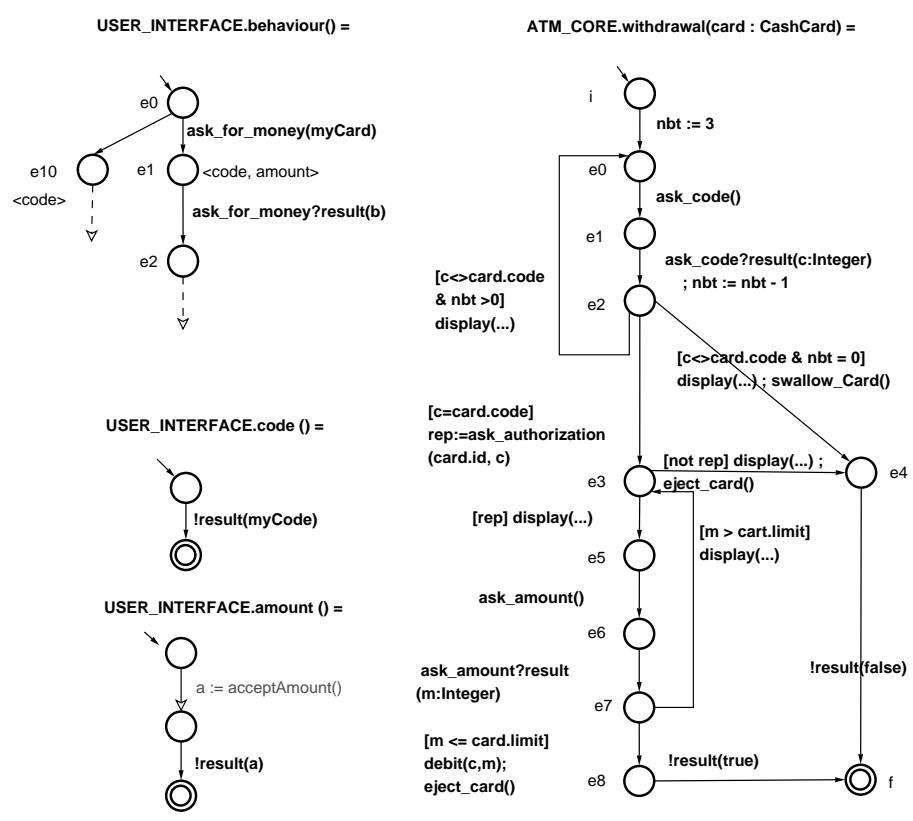 USER_INTERFACE.behaviour() =
e0
ask_for_money(myCard)
e10
<code>
e1
<code, amount>
ask_for_money?result(b)
e2
USER_INTERFACE.code () =
!result(myCode)
USER_INTERFACE.amount () =
a := acceptAmount()
!result(a)
ATM_CORE.withdrawal(card : CashCard) =
i
nbt := 3
e0
ask_code()
e1
ask_code?result(c:Integer)
; nbt := nbt - 1
[c<>card.code
& nbt >0]
display(...)
e2
[c<>card.code & nbt = 0]
display(...) ; swallow_Card()
[c=card.code]
rep:=ask_authorization
(card.id, c)
e3
[not rep] display(...) ;
eject_card()
e4
[rep] display(...)
[m > cart.limit]
display(...)
e5
ask_amount()
e6
ask_amount?result
(m:Integer)
!result(false)
e7
[m <= card.limit]
debit(c,m);
eject_card()
!result(true)
e8
f